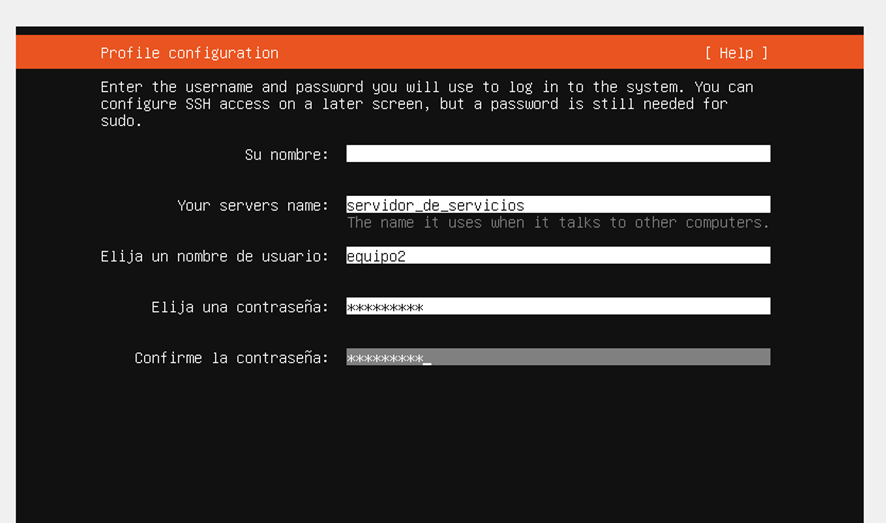 Profile configuration [ Help ]
Enter the username and password you will use to log in to the system. You can
configure SSH access on a later screen, but a password is still needed for
sudo.
Su nombre:
Your servers name: servidor_de_servicios
The name it uses when it talks to other computers.
Elija un nombre de usuario: equipo2
Elija una contraseña: *********
Confirme la contraseña: *********_